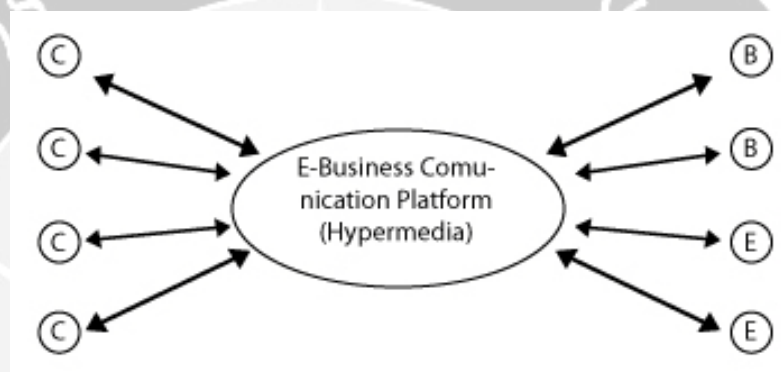 C
C
C
C
E-Business Comu-
nication Platform
(Hypermedia)
B
B
E
E